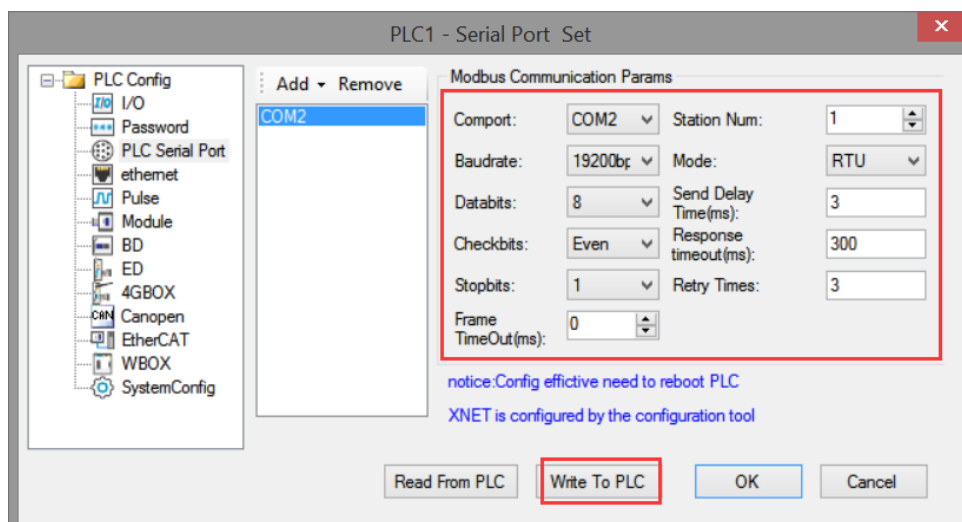 PLC1 - Serial Port Set
PLC Config
I/O
I/O
Password
PLC Serial Port
ethernet
Pulse
Module
BD
ED
4GBOX
CAN
Canopen
EtherCAT
WBOX
SystemConfig
Add
Remove
COM2
Modbus Communication Params
Comport:
COM2
Station Num:
1
Baudrate:
19200bp
Mode:
RTU
Databits:
8
Send Delay
Time(ms):
3
Checkbits:
Even
Response
timeout(ms):
300
Stopbits:
1
Retry Times:
3
Frame
TimeOut(ms):
0
notice:Config effictive need to reboot PLC
XNET is configured by the configuration tool
Read From PLC
Write To PLC
OK
Cancel